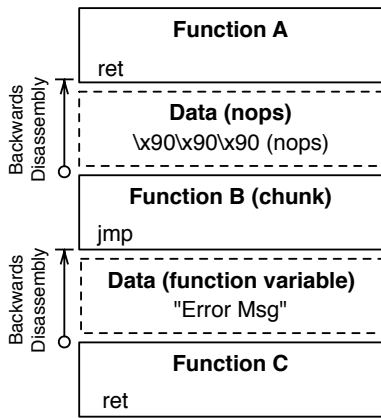 Function A
ret
Backwards
Disassembly
Data (nops)
\x90\x90\x90 (nops)
Function B (chunk)
jmp
Backwards
Disassembly
Data (function variable)
"Error Msg"
Function C
ret